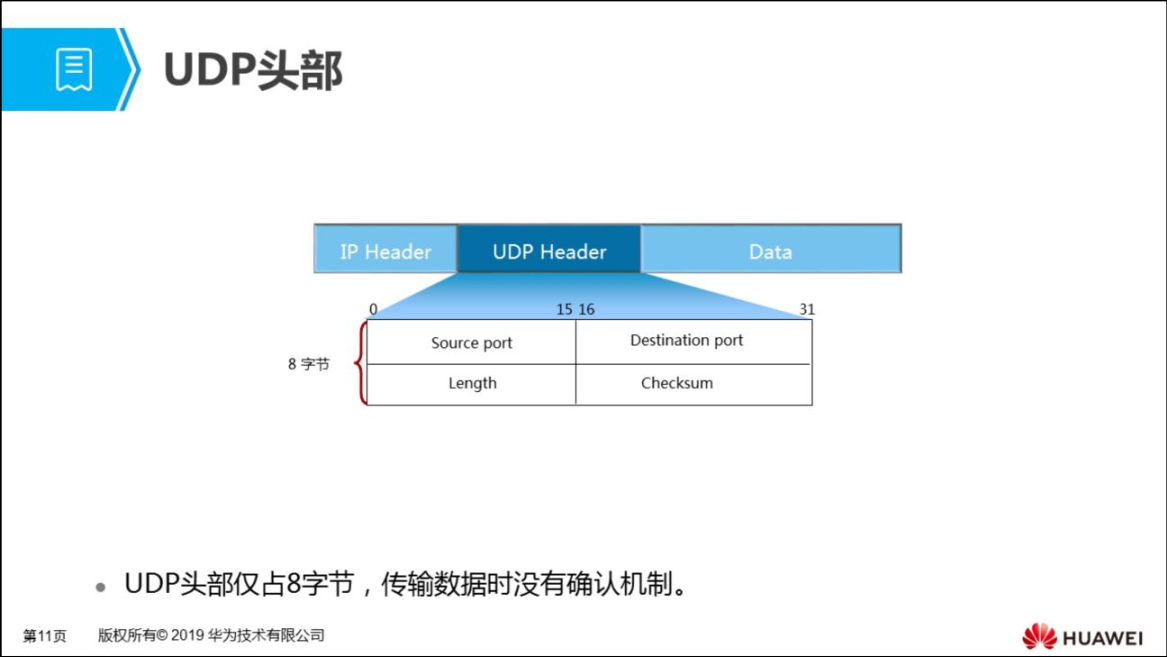 UDP头部
IP Header UDP Header Data
0 15 16 31
Source port Destination port
8 字节
Length Checksum
UDP头部仅占8字节，传输数据时没有确认机制。
第11页 版权所有© 2019 华为技术有限公司
HUAWEI